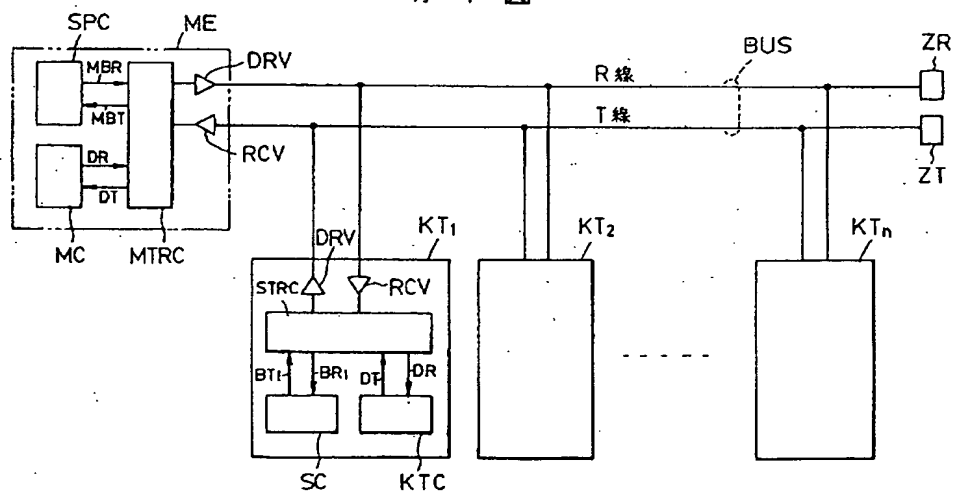 SPC
ME
DRV
BUS
ZR
MBR
R線
MBT
T線
DR
RCV
ZT
DT
MC
MTRC
DRV
KT1
KT2
KTn
STRC
RCV
BT1
BR1
DT
DR
SC
KTC